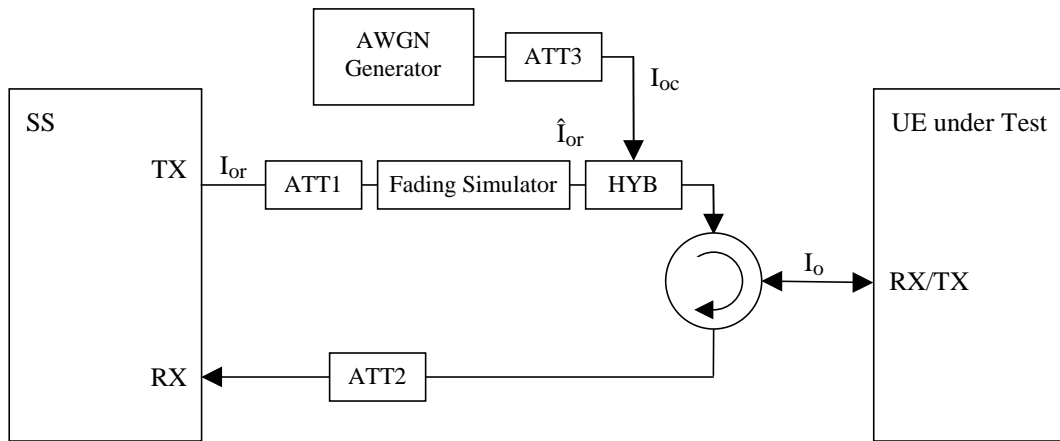 AWGN
Generator
ATT3
I_oc
SS
UE under Test
Î_or
TX
I_or
ATT1
Fading Simulator
HYB
I_o
RX/TX
RX
ATT2